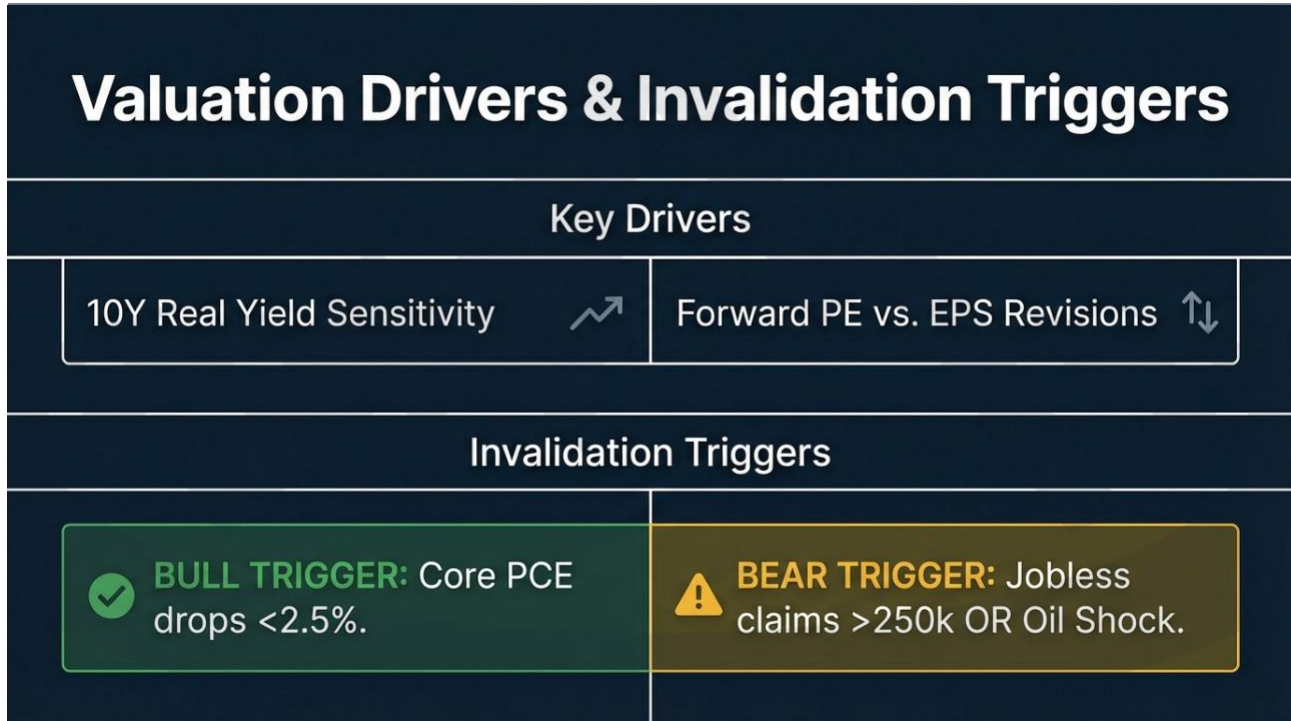 Valuation Drivers & Invalidation Triggers
Key Drivers
10Y Real Yield Sensitivity
Forward PE vs. EPS Revisions
Invalidation Triggers
BULL TRIGGER: Core PCE
drops <2.5%.
BEAR TRIGGER: Jobless
claims >250k OR Oil Shock.